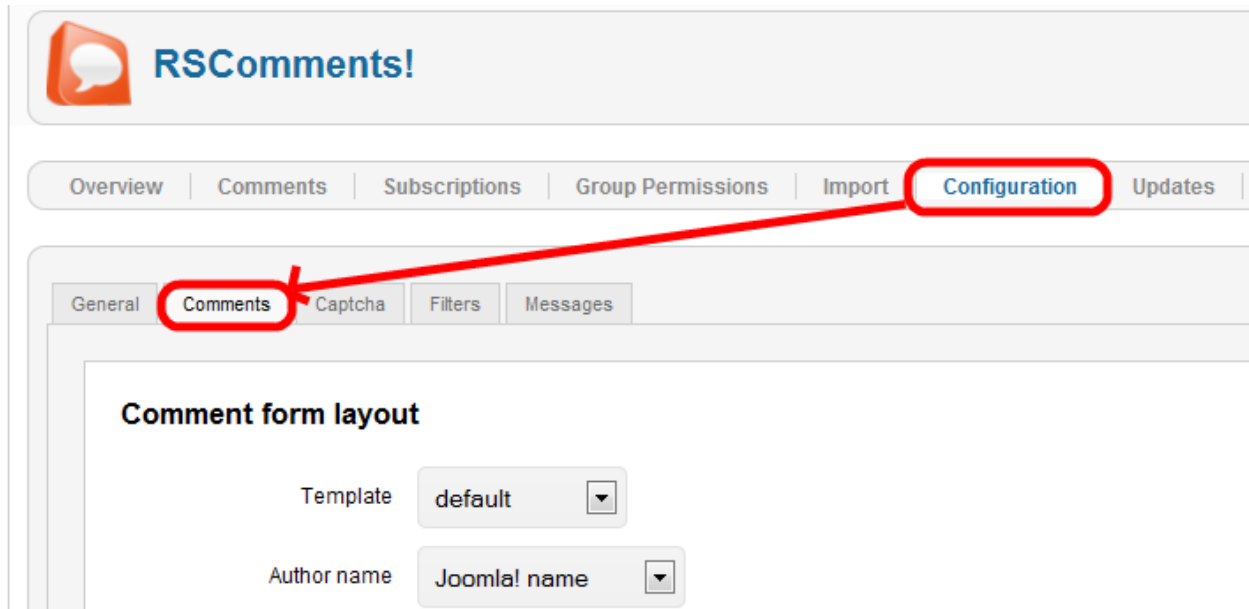 RSComments!
Overview Comments Subscriptions Group Permissions Import Configuration Updates
General Comments Captcha Filters Messages
Comment form layout
Template default
Author name Joomla! name